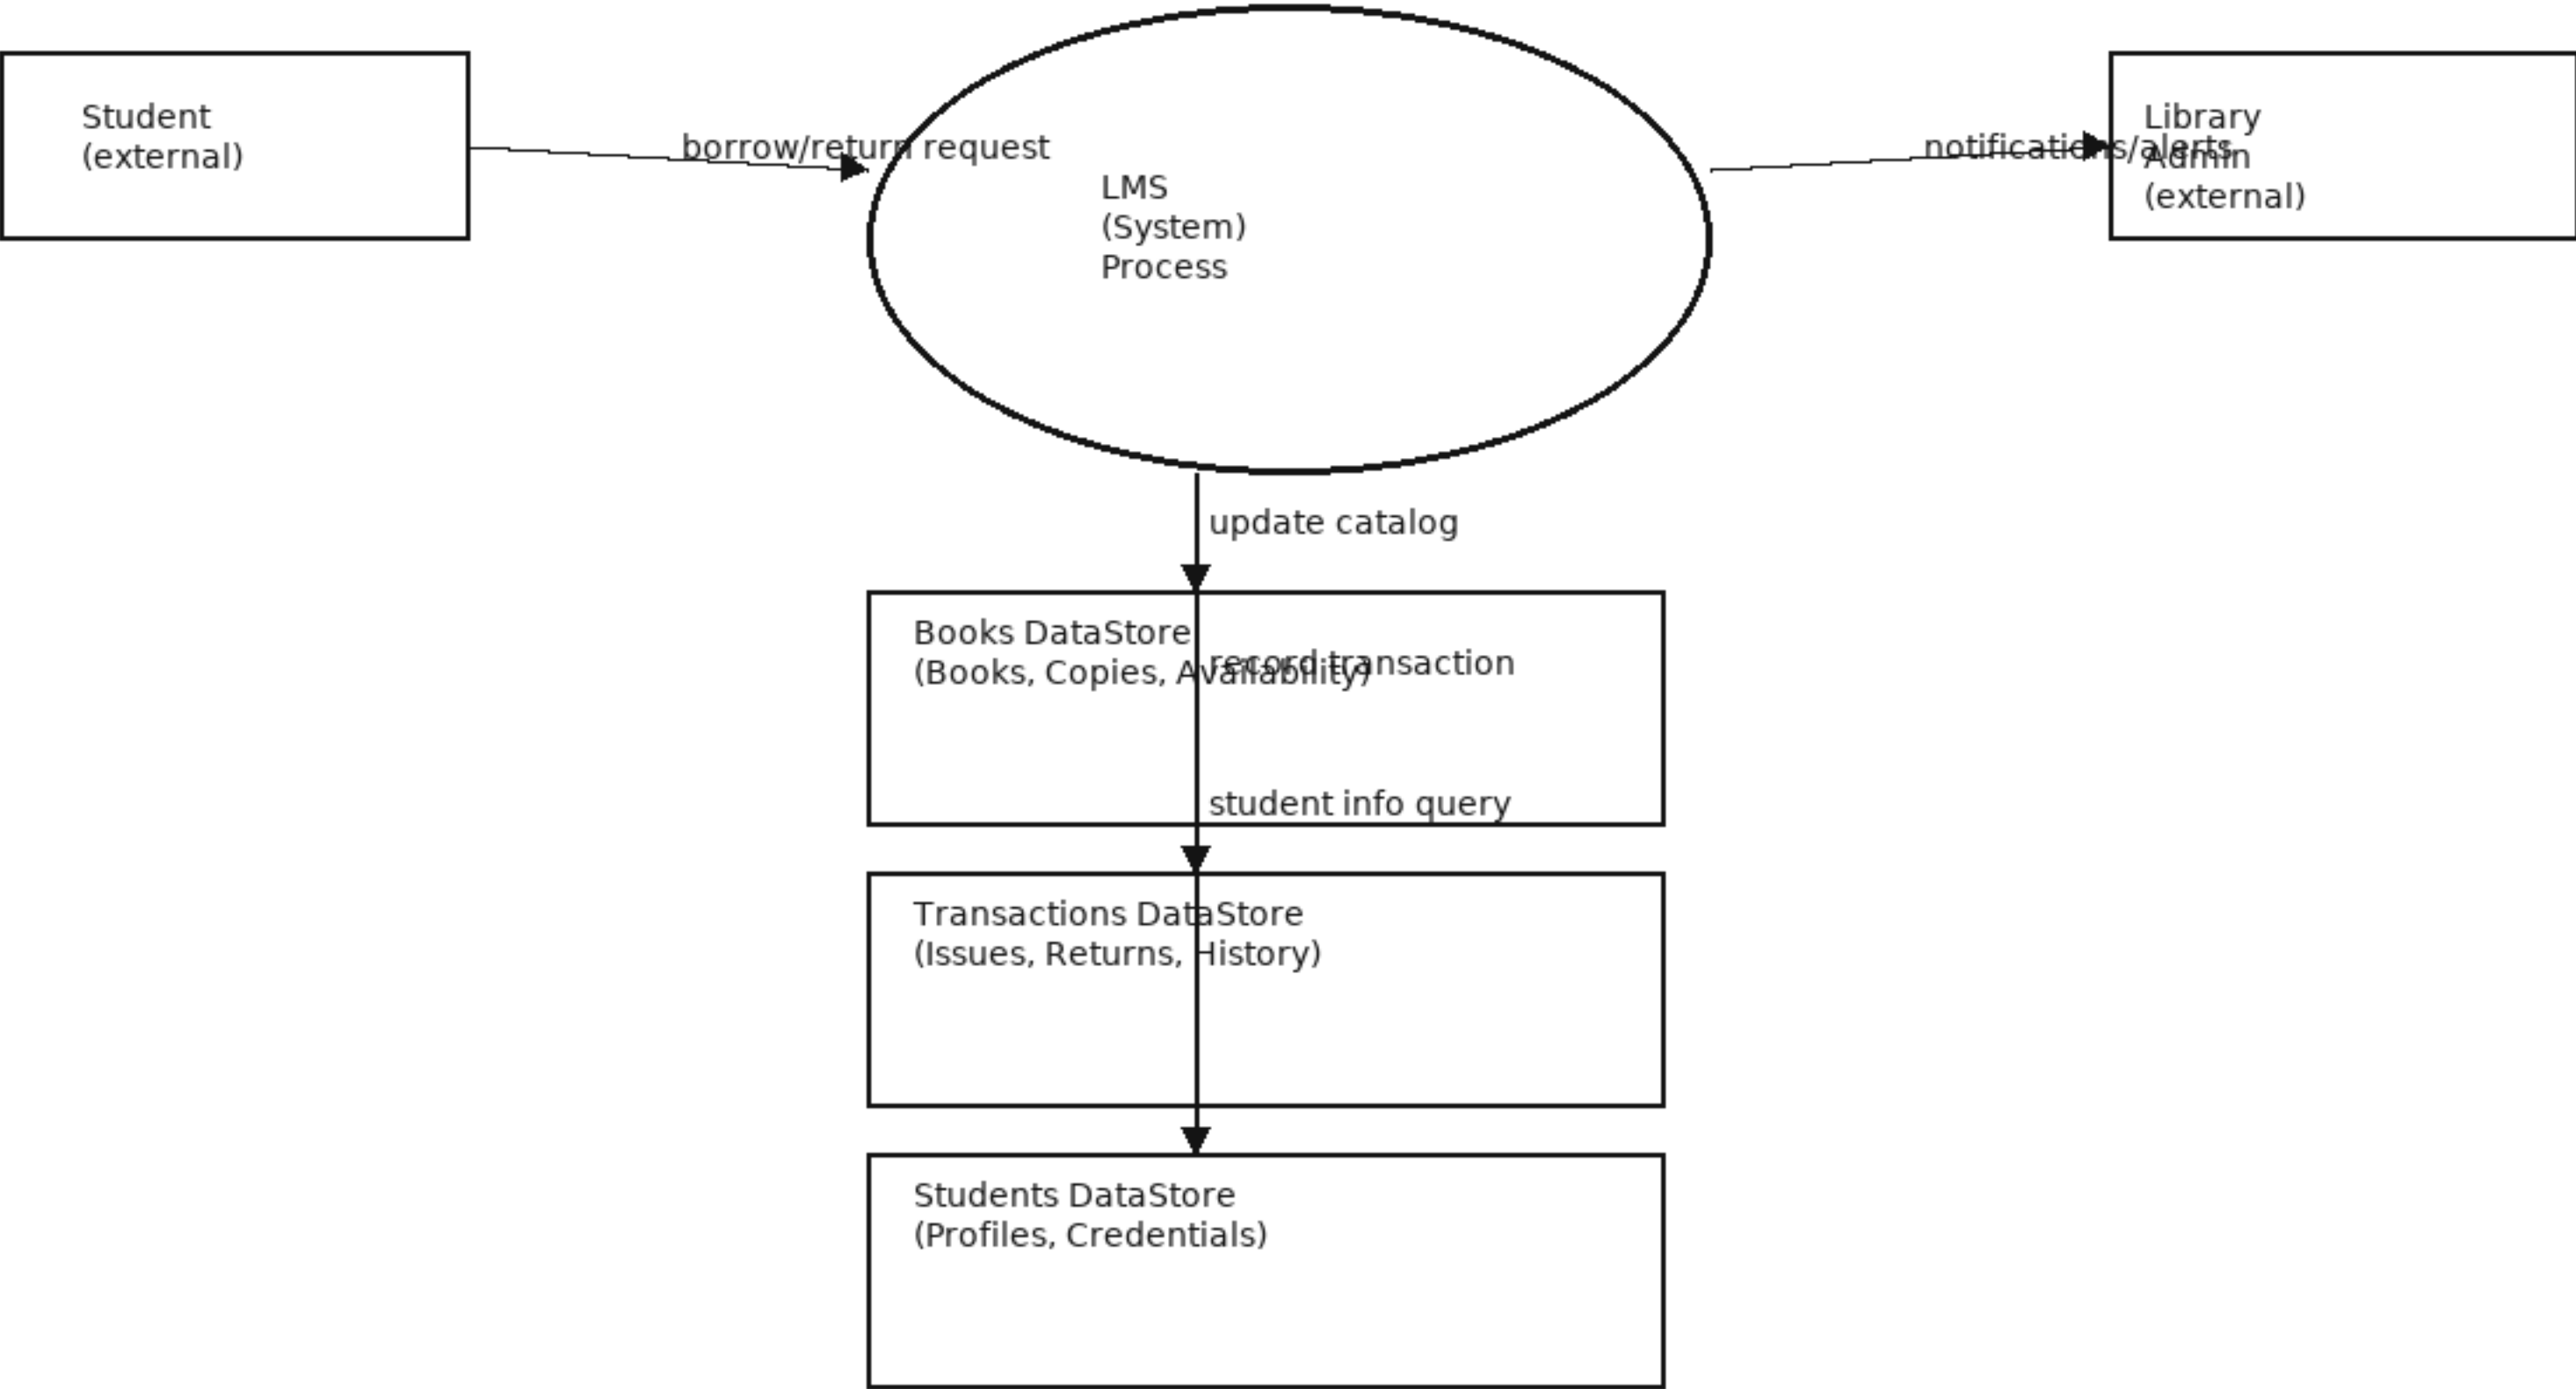 Student
(external)
borrow/return request
LMS
(System)
Process
notifications/alerts
Library
Admin
(external)
update catalog
Books DataStore
(Books, Copies, Availability)
record transaction
student info query
Transactions DataStore
(Issues, Returns, History)
Students DataStore
(Profiles, Credentials)